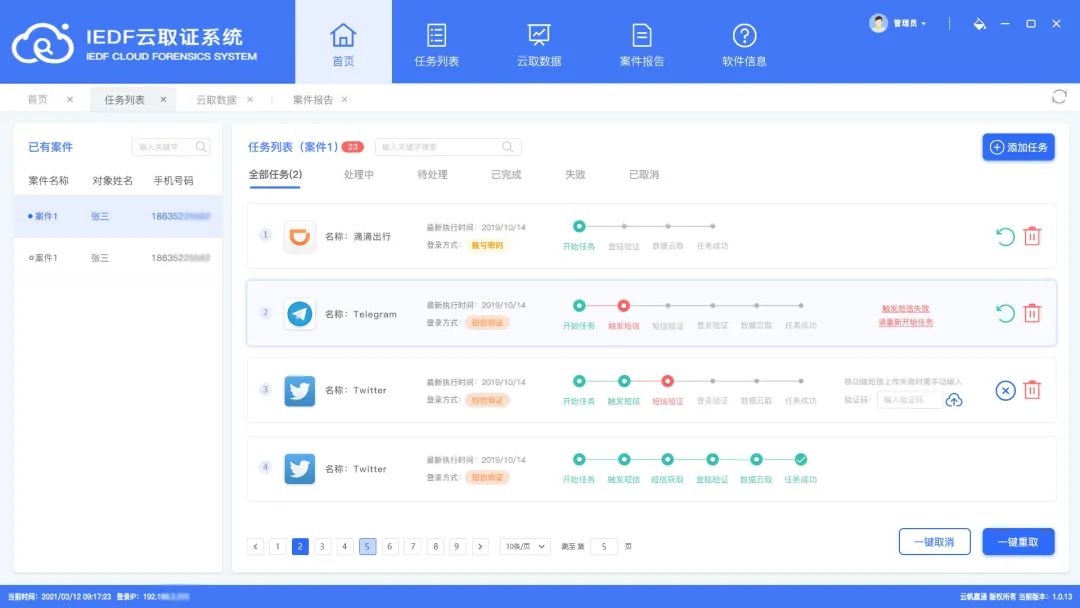 IEDF云取证系统
IEDF CLOUD FORENSICS SYSTEM
首页
任务列表
云取数据
案件报告
软件信息
管理员
首页 × 任务列表 × 云取数据 × 案件报告 ×
已有案件
输入关键字
案件名称 对象姓名 手机号码
案件1 张三 18635
案件1 张三 18635
任务列表（案件1） 23
输入关键字搜索
添加任务
全部任务(2) 处理中 待处理 已完成 失败 已取消
1
名称：滴滴出行
最新执行时间：2019/10/14
登录方式：账号密码
开始任务 登陆验证 数据云取 任务成功
2
名称：Telegram
最新执行时间：2019/10/14
登录方式：短信验证
开始任务 触发短信 短信验证 登录验证 数据云取 任务成功
触发短信失败
请重新开始任务
3
名称：Twitter
最新执行时间：2019/10/14
登录方式：短信验证
开始任务 触发短信 短信验证 登录验证 数据云取 任务成功
移动端短信上传失败时需手动输入
验证码： 输入验证码
4
名称：Twitter
最新执行时间：2019/10/14
登录方式：短信验证
开始任务 触发短信 短信获取 登陆验证 数据云取 任务成功
< 1 2 3 4 5 6 7 8 9 > 10条/页 跳至第 5 页
一键取消
一键重取
当前时间：2021/03/12 09:17:23 登录IP：192.
云帆赢通 版权所有 当前版本：1.0.13